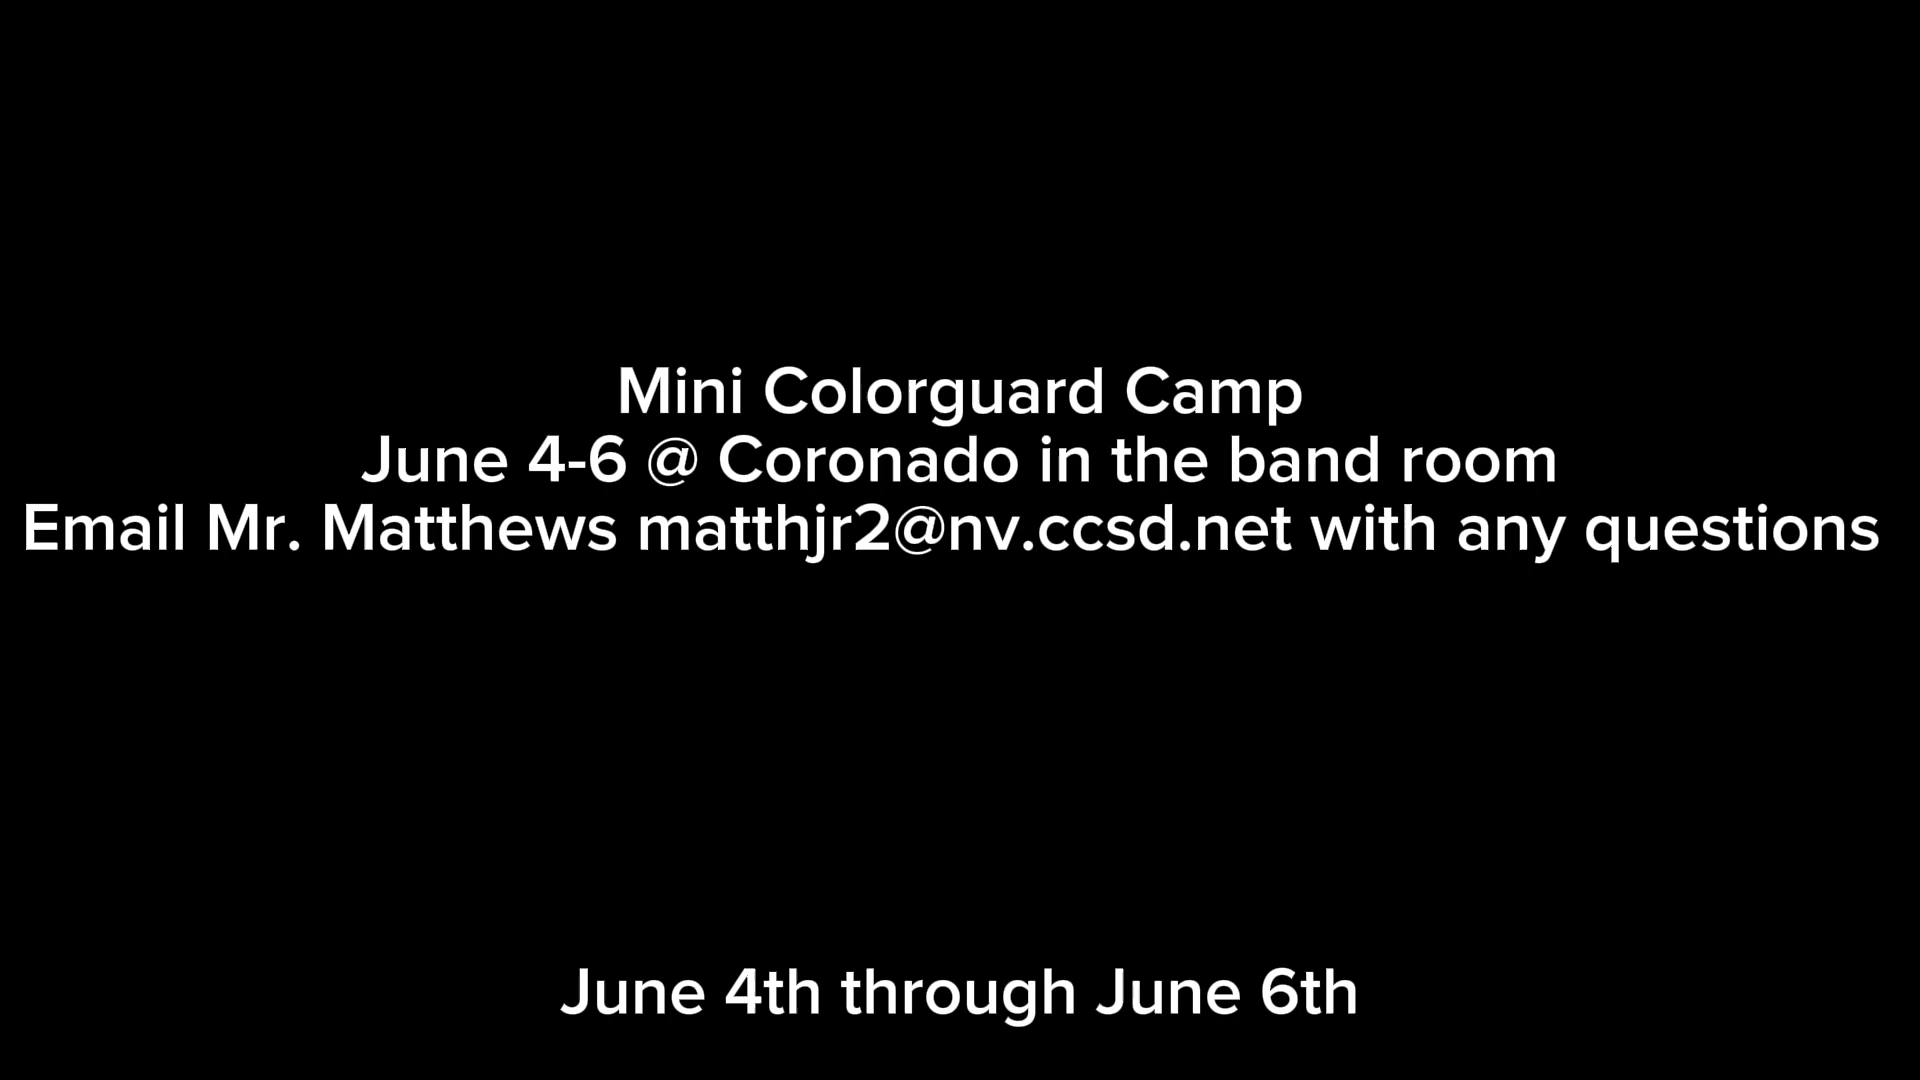 Mini Colorguard Camp
June 4-6 @ Coronado in the band room
Email Mr. Matthews matthjr2@nv.ccsd.net with any questions
June 4th through June 6th